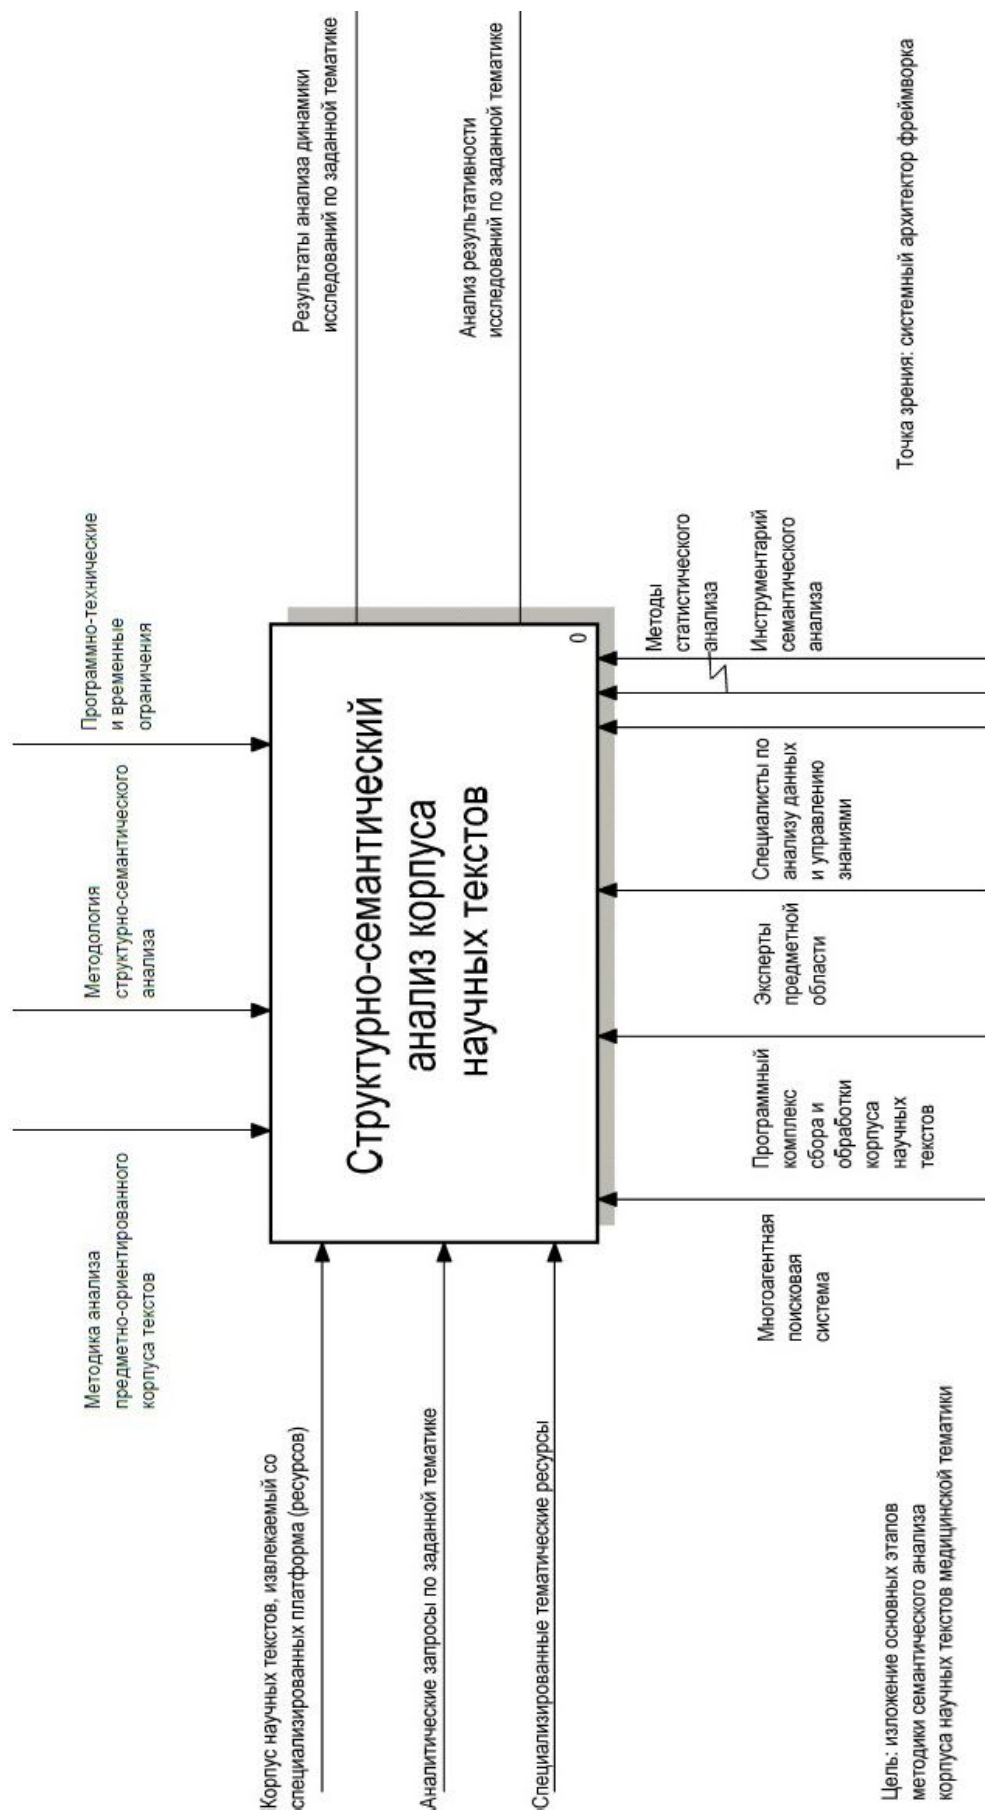 Методика анализа
предметно-ориентированного
корпуса текстов
Методология
структурно-семантического
анализа
Программно-технические
и временные
ограничения
Корпус научных текстов, извлекаемый со
специализированных платформа (ресурсов)
Аналитические запросы по заданной тематике
Специализированные тематические ресурсы
Структурно-семантический
анализ корпуса
научных текстов
0
Результаты анализа динамики
исследований по заданной тематике
Анализ результативности
исследований по заданной тематике
Многоагентная
поисковая
система
Программный
комплекс
сбора и
обработки
корпуса
научных
текстов
Эксперты
предметной
области
Специалисты по
анализу данных
и управлению
знаниями
Методы
статистического
анализа
Инструментарий
семантического
анализа
Цель: изложение основных этапов
методики семантического анализа
корпуса научных текстов медицинской тематики
Точка зрения: системный архитектор фреймворка